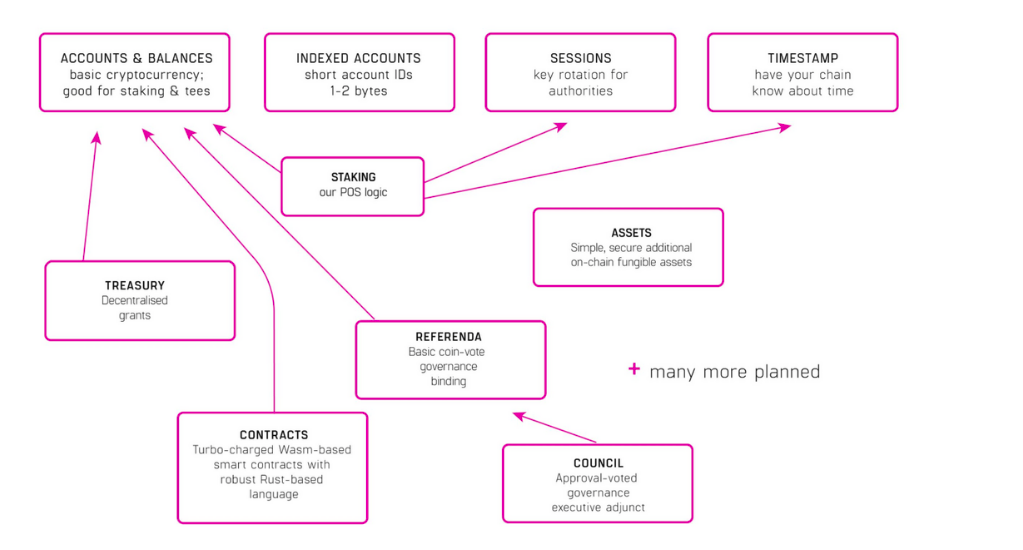 ACCOUNTS & BALANCES
basic cryptocurrency;
good for staking & tees
INDEXED ACCOUNTS
short account IDs
1-2 bytes
SESSIONS
key rotation for
authorities
TIMESTAMP
have your chain
know about time
STAKING
our POS logic
ASSETS
Simple, secure additional
on-chain fungible assets
TREASURY
Decentralised
grants
REFERENDA
Basic coin-vote
governance
binding
+ many more planned
CONTRACTS
Turbo-charged Wasm-based
smart contracts with
robust Rust-based
language
COUNCIL
Approval-voted
governance
executive adjunct